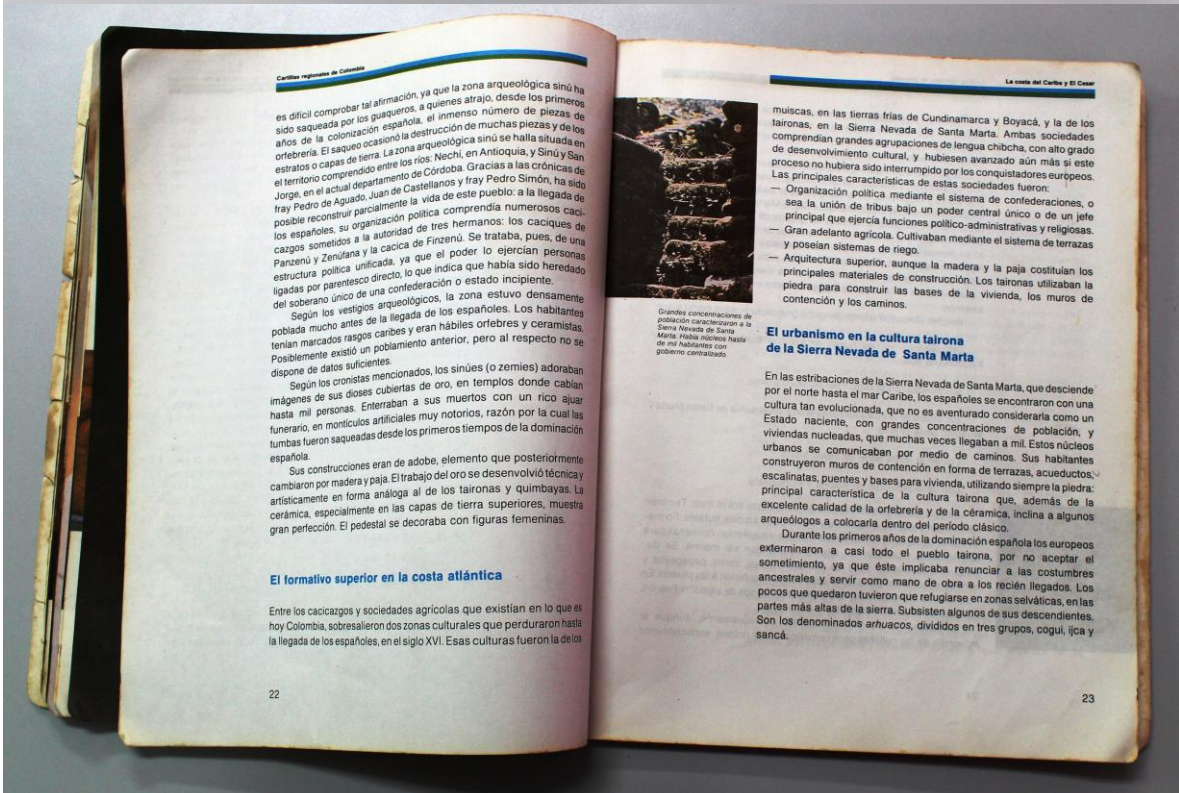 Cartillas regionales de Colombia
es difícil comprobar tal afirmación, ya que la zona arqueológica sinú ha
sido saqueada por los guaqueros, a quienes atrajo, desde los primeros
años de la colonización española, el inmenso número de piezas de
orfebrería. El saqueo ocasionó la destrucción de muchas piezas y de los
estratos o capas de tierra. La zona arqueológica sinú se halla situada en
el territorio comprendido entre los ríos: Nechí, en Antioquia, y Sinú y San
Jorge, en el actual departamento de Córdoba. Gracias a las crónicas de
fray Pedro de Aguado, Juan de Castellanos y fray Pedro Simón, ha sido
posible reconstruir parcialmente la vida de este pueblo: a la llegada de
los españoles, su organización política comprendía numerosos caci-
cazgos sometidos a la autoridad de tres hermanos: los caciques de
Panzenú y Zenúfana y la cacica de Finzenú. Se trataba, pues, de una
estructura política unificada, ya que el poder lo ejercían personas
ligadas por parentesco directo, lo que indica que había sido heredado
del soberano único de una confederación o estado incipiente.
Según los vestigios arqueológicos, la zona estuvo densamente
poblada mucho antes de la llegada de los españoles. Los habitantes
tenían marcados rasgos caribes y eran hábiles orfebres y ceramistas.
Posiblemente existió un poblamiento anterior, pero al respecto no se
dispone de datos suficientes.
Según los cronistas mencionados, los sinúes (o zemies) adoraban
imágenes de sus dioses cubiertas de oro, en templos donde cabían
hasta mil personas. Enterraban a sus muertos con un rico ajuar
funerario, en montículos artificiales muy notorios, razón por la cual las
tumbas fueron saqueadas desde los primeros tiempos de la dominación
española.
Sus construcciones eran de adobe, elemento que posteriormente
cambiaron por madera y paja. El trabajo del oro se desenvolvió técnica y
artísticamente en forma análoga al de los taironas y quimbayas. La
cerámica, especialmente en las capas de tierra superiores, muestra
gran perfección. El pedestal se decoraba con figuras femeninas.
El formativo superior en la costa atlántica
Entre los cacicazgos y sociedades agrícolas que existían en lo que es
hoy Colombia, sobresalieron dos zonas culturales que perduraron hasta
la llegada de los españoles, en el siglo XVI. Esas culturas fueron la de los
22
La costa del Caribe y El Cesar
Grandes concentraciones de
población caracterizaron a la
Sierra Nevada de Santa
Marta. Había núcleos hasta
de mil habitantes con
gobierno centralizado.
muiscas, en las tierras frías de Cundinamarca y Boyacá, y la de los
taironas, en la Sierra Nevada de Santa Marta. Ambas sociedades
comprendían grandes agrupaciones de lengua chibcha, con alto grado
de desenvolvimiento cultural, y hubiesen avanzado aún más si este
proceso no hubiera sido interrumpido por los conquistadores europeos.
Las principales características de estas sociedades fueron:
— Organización política mediante el sistema de confederaciones, o
sea la unión de tribus bajo un poder central único o de un jefe
principal que ejercía funciones político-administrativas y religiosas.
— Gran adelanto agrícola. Cultivaban mediante el sistema de terrazas
y poseían sistemas de riego.
— Arquitectura superior, aunque la madera y la paja costituían los
principales materiales de construcción. Los taironas utilizaban la
piedra para construir las bases de la vivienda, los muros de
contención y los caminos.
El urbanismo en la cultura tairona
de la Sierra Nevada de Santa Marta
En las estribaciones de la Sierra Nevada de Santa Marta, que desciende
por el norte hasta el mar Caribe, los españoles se encontraron con una
cultura tan evolucionada, que no es aventurado considerarla como un
Estado naciente, con grandes concentraciones de población, y
viviendas nucleadas, que muchas veces llegaban a mil. Estos núcleos
urbanos se comunicaban por medio de caminos. Sus habitantes
construyeron muros de contención en forma de terrazas, acueductos,
escalinatas, puentes y bases para vivienda, utilizando siempre la piedra:
principal característica de la cultura tairona que, además de la
excelente calidad de la orfebrería y de la céramica, inclina a algunos
arqueólogos a colocarla dentro del período clásico.
Durante los primeros años de la dominación española los europeos
exterminaron a casi todo el pueblo tairona, por no aceptar el
sometimiento, ya que éste implicaba renunciar a las costumbres
ancestrales y servir como mano de obra a los recién llegados. Los
pocos que quedaron tuvieron que refugiarse en zonas selváticas, en las
partes más altas de la sierra. Subsisten algunos de sus descendientes.
Son los denominados arhuacos, divididos en tres grupos, cogui, ijca y
sancá.
23